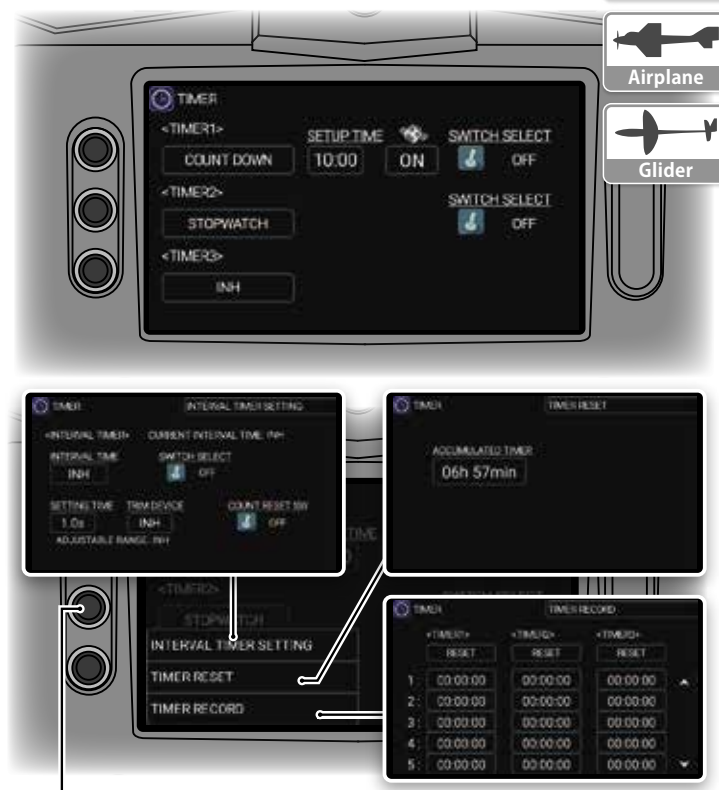 Airplane
Glider
TIMER
<TIMER1>
SETUP TIME
SWITCH SELECT
COUNT DOWN
10:00
ON
OFF
<TIMER2>
SWITCH SELECT
STOPWATCH
OFF
<TIMER3>
INH
TIMER
INTERVAL TIMER SETTING
<INTERVAL TIMER>
CURRENT INTERVAL TIME: INH
INTERVAL TIME
SWITCH SELECT
INH
OFF
SETTING TIME
TRIM DEVICE
COUNT RESET SW
1.0s
INH
OFF
ADJUSTABLE RANGE: INH
TIMER
TIMER RESET
ACCUMULATED TIMER
06h 57min
TIME
<TIMER2>
STOPWATCH
INTERVAL TIMER SETTING
TIMER RESET
TIMER RECORD
TIMER
TIMER RECORD
<TIMER1> <TIMER2> <TIMER3>
RESET RESET RESET
1: 00:00:00 00:00:00 00:00:00
2: 00:00:00 00:00:00 00:00:00
3: 00:00:00 00:00:00 00:00:00
4: 00:00:00 00:00:00 00:00:00
5: 00:00:00 00:00:00 00:00:00